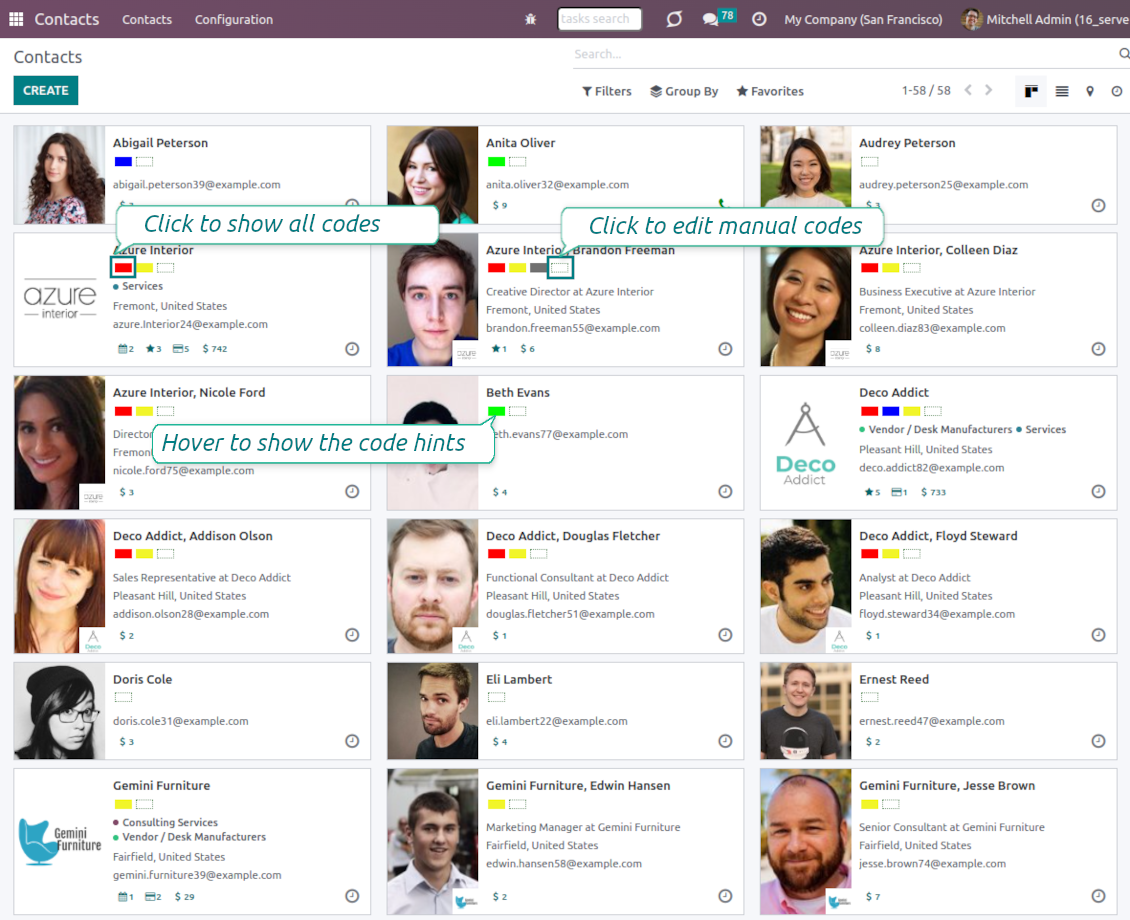 Contacts Contacts Configuration tasks search 78 My Company (San Francisco) Mitchell Admin (16_serve
Contacts Search...
CREATE Filters Group By Favorites 1-58 / 58
Abigail Peterson
abigail.peterson39@example.com
Anita Oliver
anita.oliver32@example.com
$ 9
Audrey Peterson
audrey.peterson25@example.com
Click to show all codes
Click to edit manual codes
Azure Interior
azure
interior
Services
Fremont, United States
azure.Interior24@example.com
2 3 5 $ 742
Azure Interior, Brandon Freeman
Creative Director at Azure Interior
Fremont, United States
brandon.freeman55@example.com
azure
1 $ 6
Azure Interior, Colleen Diaz
Business Executive at Azure Interior
Fremont, United States
colleen.diaz83@example.com
azure
$ 8
Azure Interior, Nicole Ford
Hover to show the code hints
nicole.ford75@example.com
azure
$ 3
Beth Evans
eth.evans77@example.com
$ 4
Deco Addict
Deco
Addict
Vendor / Desk Manufacturers Services
Pleasant Hill, United States
deco.addict82@example.com
5 1 $ 733
Deco Addict, Addison Olson
Sales Representative at Deco Addict
Pleasant Hill, United States
addison.olson28@example.com
Deco
$ 2
Deco Addict, Douglas Fletcher
Functional Consultant at Deco Addict
Pleasant Hill, United States
douglas.fletcher51@example.com
Deco
$ 1
Deco Addict, Floyd Steward
Analyst at Deco Addict
Pleasant Hill, United States
floyd.steward34@example.com
Deco
$ 1
Doris Cole
doris.cole31@example.com
$ 3
Eli Lambert
eli.lambert22@example.com
$ 4
Ernest Reed
ernest.reed47@example.com
$ 2
Gemini Furniture
Gemini
Furniture
Consulting Services
Vendor / Desk Manufacturers
Fairfield, United States
gemini.furniture39@example.com
1 2 $ 29
Gemini Furniture, Edwin Hansen
Marketing Manager at Gemini Furniture
Fairfield, United States
edwin.hansen58@example.com
$ 2
Gemini Furniture, Jesse Brown
Senior Consultant at Gemini Furniture
Fairfield, United States
jesse.brown74@example.com
$ 7